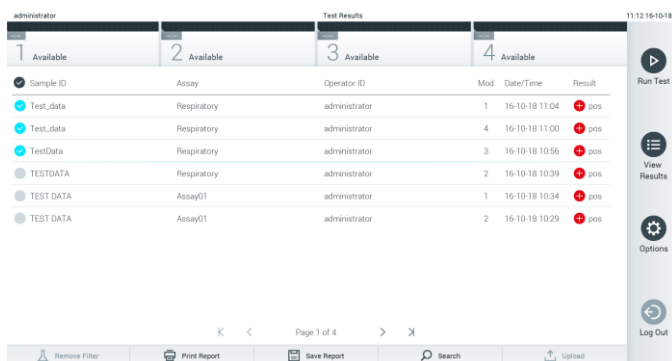 administrator Test Results 11:12 16-10-18
1 Available 2 Available 3 Available 4 Available
Run Test
Sample ID Assay Operator ID Mod Date/Time Result
Test_data Respiratory administrator 1 16-10-18 11:04 pos
Test_data Respiratory administrator 4 16-10-18 11:00 pos
TestData Respiratory administrator 3 16-10-18 10:56 pos
View
Results
TESTDATA Respiratory administrator 2 16-10-18 10:39 pos
TEST DATA Assay01 administrator 1 16-10-18 10:34 pos
TEST DATA Assay01 administrator 2 16-10-18 10:29 pos
Options
Page 1 of 4
Log Out
Remove Filter Print Report Save Report Search Upload